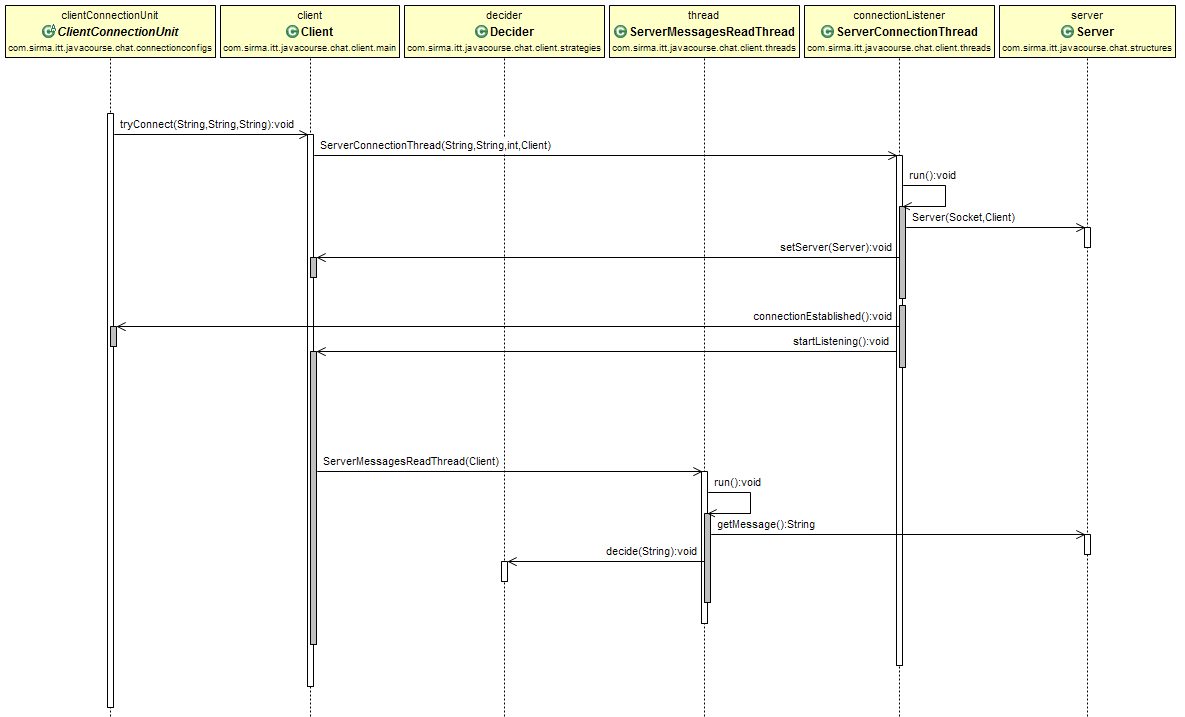 clientConnectionUnit
ClientConnectionUnit
com.sirma.itt.javacourse.chat.connectionconfigs
client
Client
com.sirma.itt.javacourse.chat.client.main
decider
Decider
com.sirma.itt.javacourse.chat.client.strategies
thread
ServerMessagesReadThread
com.sirma.itt.javacourse.chat.client.threads
connectionListener
ServerConnectionThread
com.sirma.itt.javacourse.chat.client.threads
server
Server
com.sirma.itt.javacourse.chat.structures
tryConnect(String,String,String):void
ServerConnectionThread(String,String,int,Client)
run():void
Server(Socket,Client)
setServer(Server):void
connectionEstablished():void
startListening():void
ServerMessagesReadThread(Client)
run():void
getMessage():String
decide(String):void